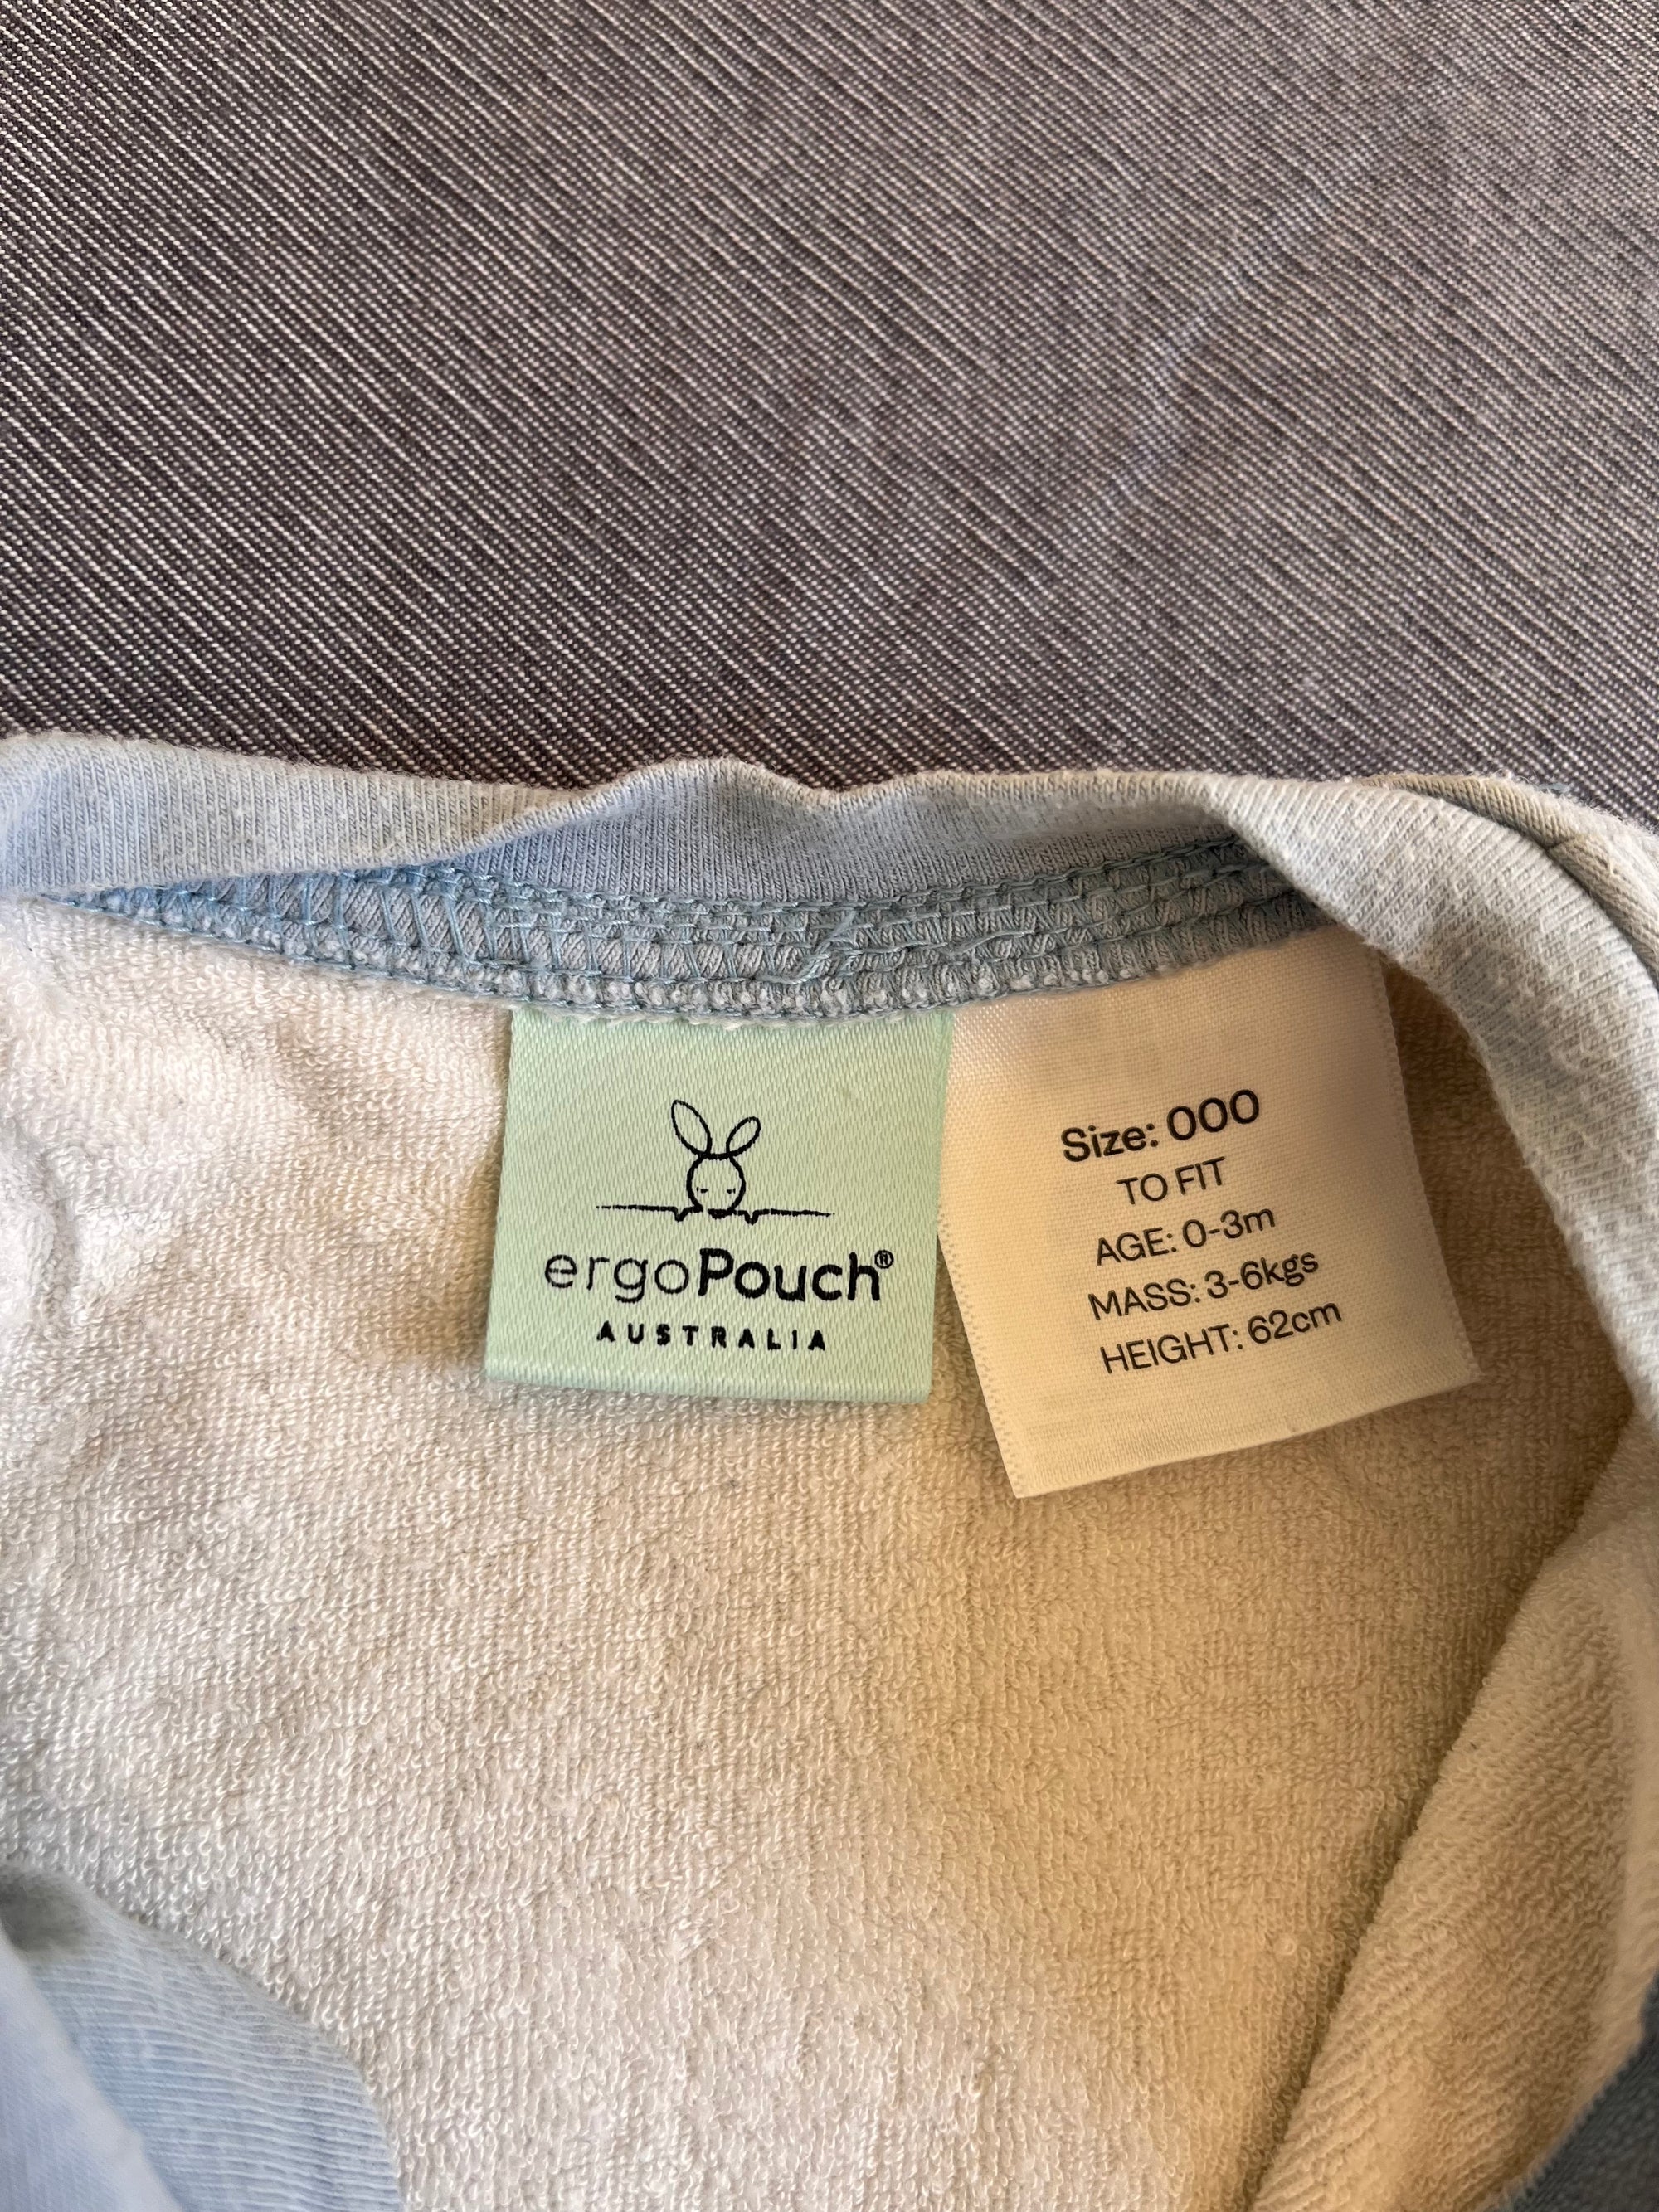 ergoPouch®
AUSTRALIA
Size: 000
TO FIT
AGE: 0-3m
MASS: 3-6kgs
HEIGHT: 62cm